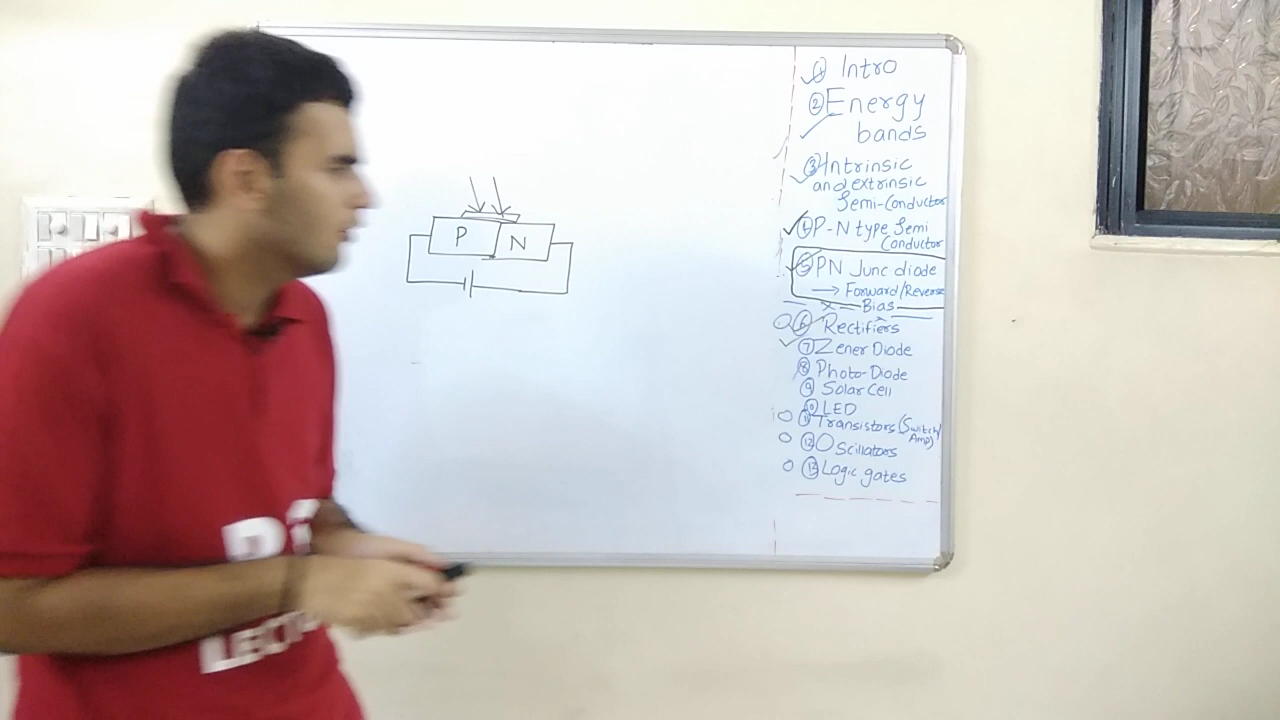 P N
① Intro
② Energy
bands
③ Intrinsic
and extrinsic
Semi-Conductor
④ P-N type Semi
Conductor
⑤ PN Junc diode
→ Forward/Reverse
Bias
⑥ Rectifiers
⑦ Zener Diode
⑧ Photo-Diode
⑨ Solar Cell
⑩ LED
⑪ Transistors (Switch/
Amp)
⑫ Oscillators
⑬ Logic gates